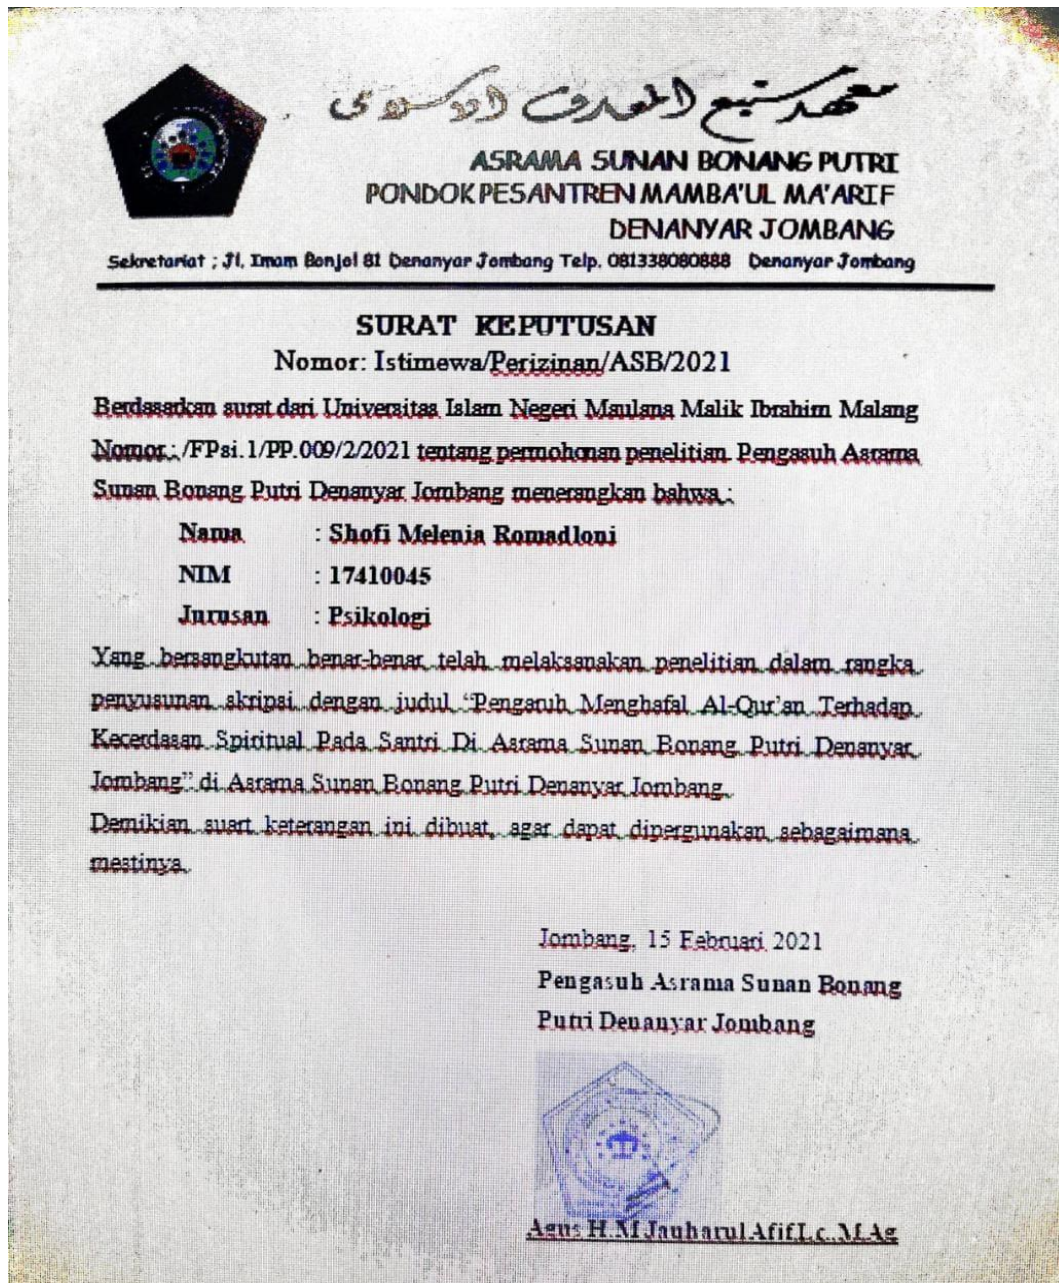 معهد منبع المعارف الإسلامى
ASRAMA SUNAN BONANG PUTRI
PONDOK PESANTREN MAMBA'UL MA'ARIF
DENANYAR JOMBANG
Sekretariat : Jl. Imam Bonjol 81 Denanyar Jombang Telp. 081338080888 Denanyar Jombang
SURAT KEPUTUSAN
Nomor: Istimewa/Perizinan/ASB/2021
Berdasarkan surat dari Universitas Islam Negeri Maulana Malik Ibrahim Malang
Nomor : /FPsi.1/PP.009/2/2021 tentang permohonan penelitian Pengasuh Asrama
Sunan Bonang Putri Denanyar Jombang menerangkan bahwa :
Nama : Shofi Melenia Romadloni
NIM : 17410045
Jurusan : Psikologi
Yang bersangkutan benar-benar telah melaksanakan penelitian dalam rangka
penyusunan skripsi dengan judul “Pengaruh Menghafal Al-Qur’an Terhadap
Kecerdasan Spiritual Pada Santri Di Asrama Sunan Bonang Putri Denanyar
Jombang” di Asrama Sunan Bonang Putri Denanyar Jombang.
Demikian suart keterangan ini dibuat, agar dapat dipergunakan sebagaimana
mestinya.
Jombang, 15 Februari 2021
Pengasuh Asrama Sunan Bonang
Putri Denanyar Jombang
Agus H.M Jauharul Afif.Lc.M.Ag